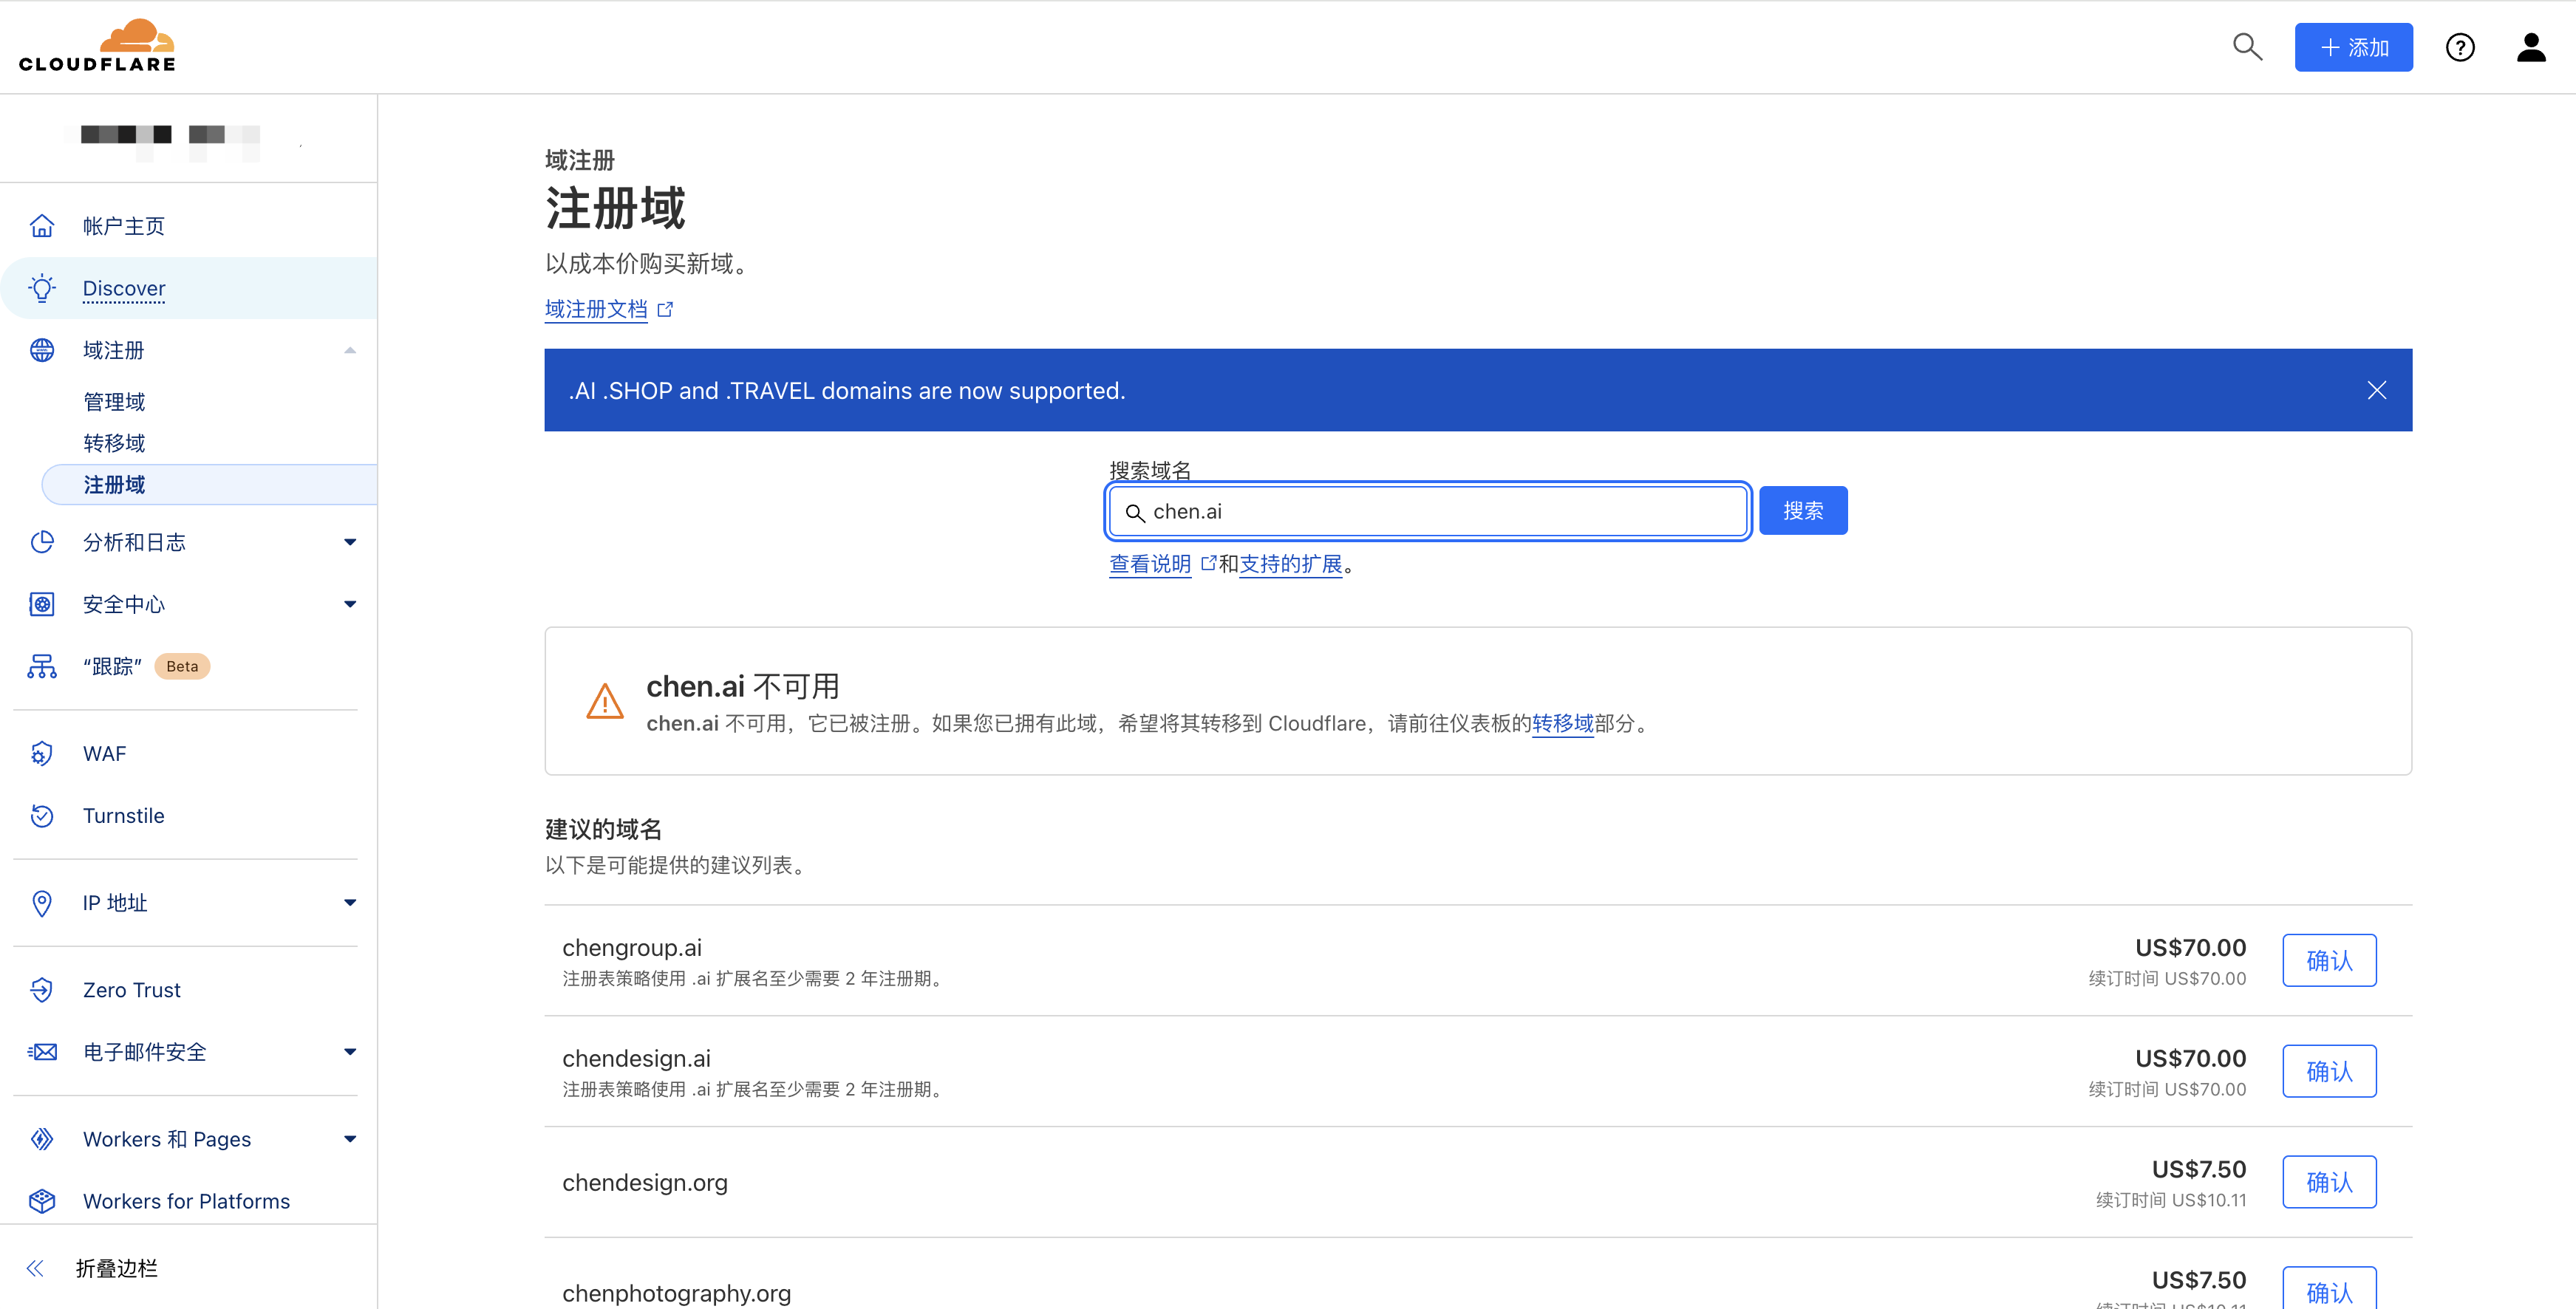 CLOUDFLARE
添加
帐户主页
Discover
域注册
管理域
转移域
注册域
分析和日志
安全中心
“跟踪” Beta
WAF
Turnstile
IP 地址
Zero Trust
电子邮件安全
Workers 和 Pages
Workers for Platforms
折叠边栏
域注册
注册域
以成本价购买新域。
域注册文档
.AI .SHOP and .TRAVEL domains are now supported.
搜索域名
chen.ai
搜索
查看说明 和支持的扩展。
chen.ai 不可用
chen.ai 不可用，它已被注册。如果您已拥有此域，希望将其转移到 Cloudflare，请前往仪表板的转移域部分。
建议的域名
以下是可能提供的建议列表。
chengroup.ai
注册表策略使用 .ai 扩展名至少需要 2 年注册期。
US$70.00
续订时间 US$70.00
确认
chendesign.ai
注册表策略使用 .ai 扩展名至少需要 2 年注册期。
US$70.00
续订时间 US$70.00
确认
chendesign.org
US$7.50
续订时间 US$10.11
确认
chenphotography.org
US$7.50
续订时间 US$10.11
确认